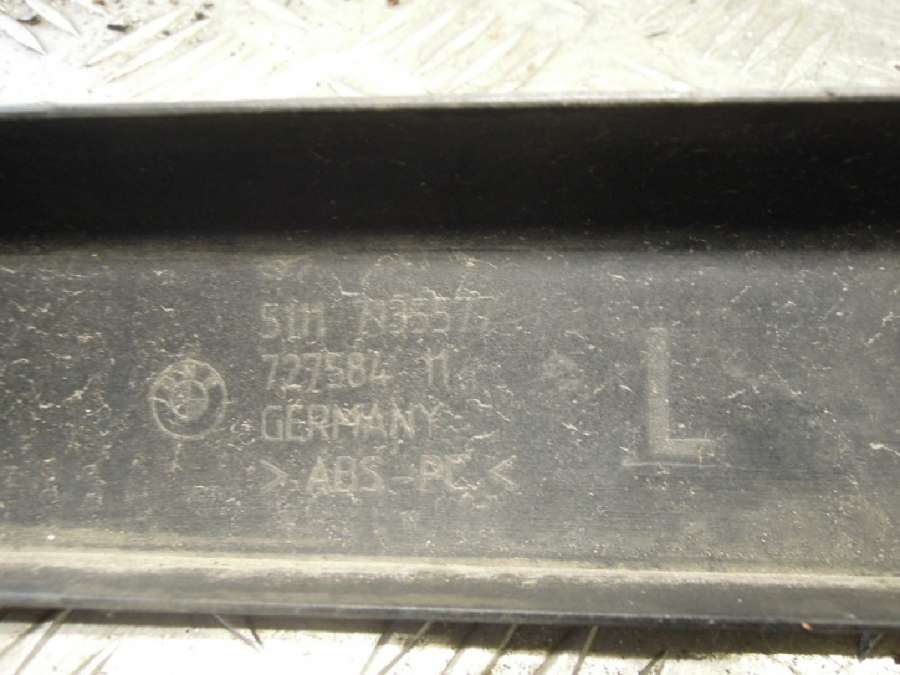 727584 11
GERMANY
> ABS-PC <
L